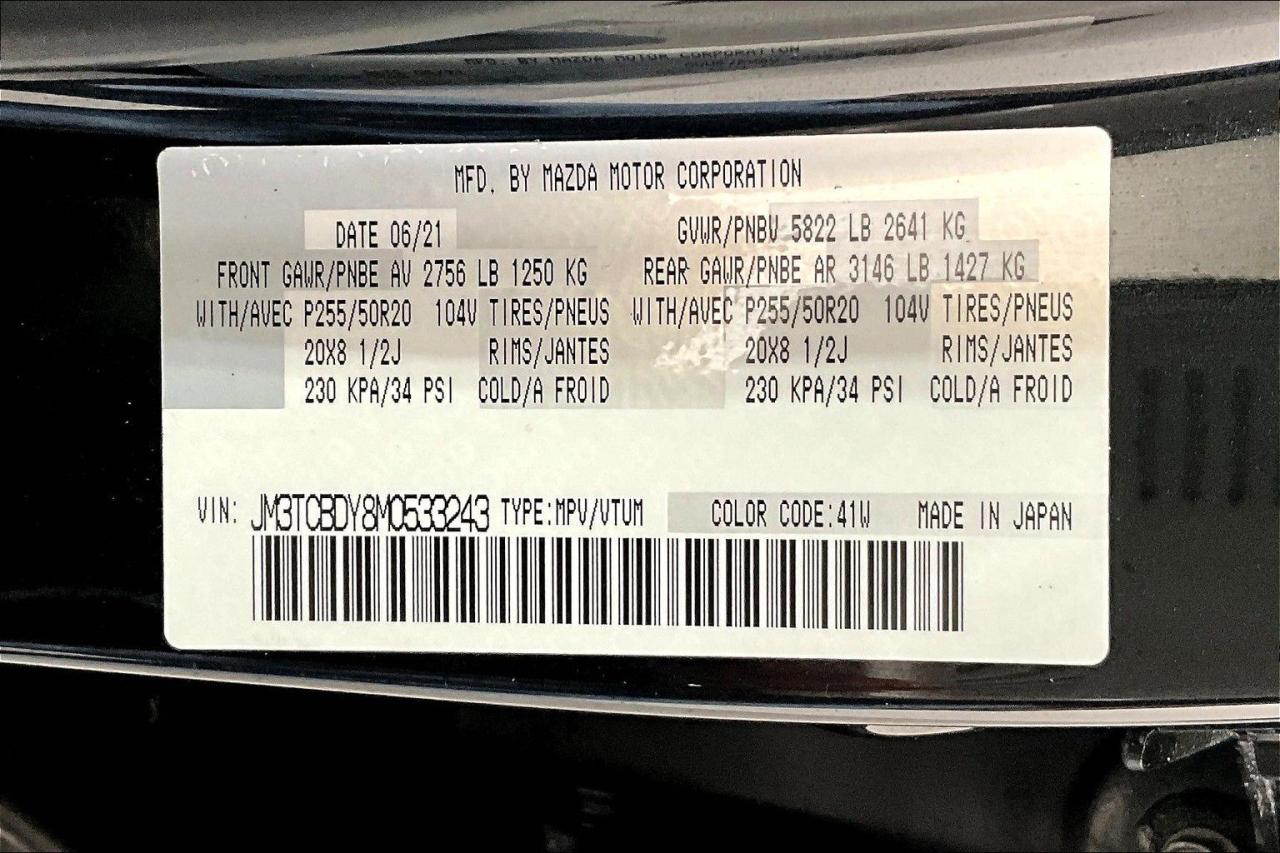 MFD. BY MAZDA MOTOR CORPORATION
DATE 06/21 GVWR/PNBV 5822 LB 2641 KG
FRONT GAWR/PNBE AV 2756 LB 1250 KG REAR GAWR/PNBE AR 3146 LB 1427 KG
WITH/AVEC P255/50R20 104V TIRES/PNEUS WITH/AVEC P255/50R20 104V TIRES/PNEUS
20X8 1/2J RIMS/JANTES 20X8 1/2J RIMS/JANTES
230 KPA/34 PSI COLD/A FROID 230 KPA/34 PSI COLD/A FROID
VIN: JM3TCBDY8M0533243 TYPE:MPV/VTUM COLOR CODE:41W MADE IN JAPAN